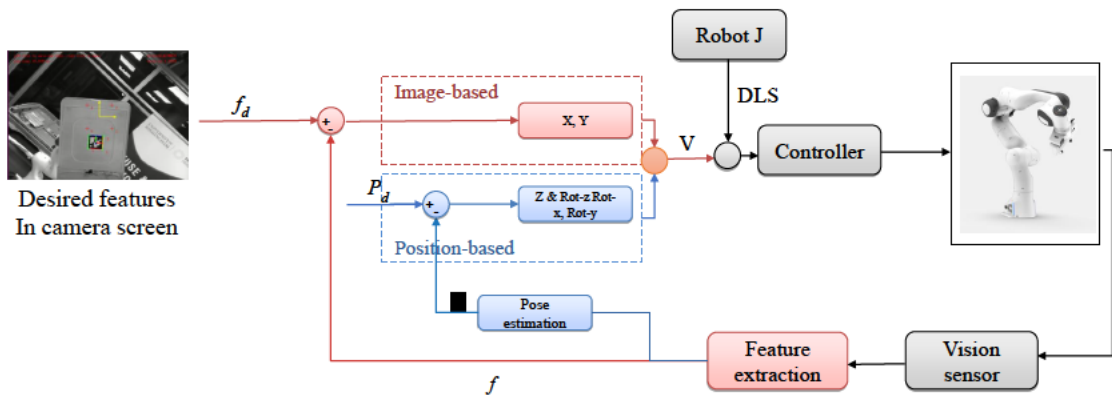 Robot J
Image-based
f_d
+
-
X, Y
DLS
V
Controller
Desired features
In camera screen
P_d
+
-
Z & Rot-z Rot-
x, Rot-y
Position-based
Pose
estimation
Feature
extraction
Vision
sensor
f